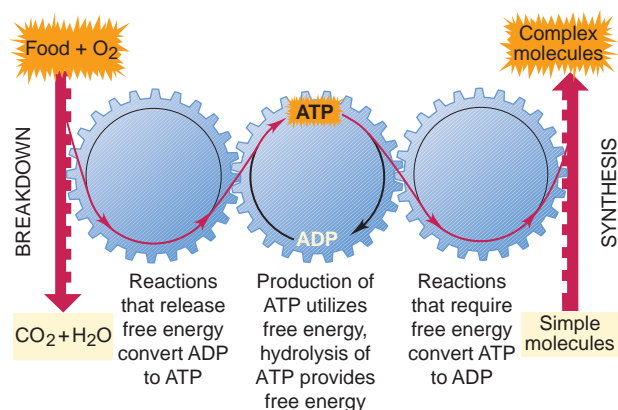 Food + O₂
Complex
molecules
ATP
BREAKDOWN
SYNTHESIS
ADP
Reactions
that release
free energy
convert ADP
to ATP
Production of
ATP utilizes
free energy,
hydrolysis of
ATP provides
free energy
Reactions
that require
free energy
convert ATP
to ADP
CO₂+H₂O
Simple
molecules